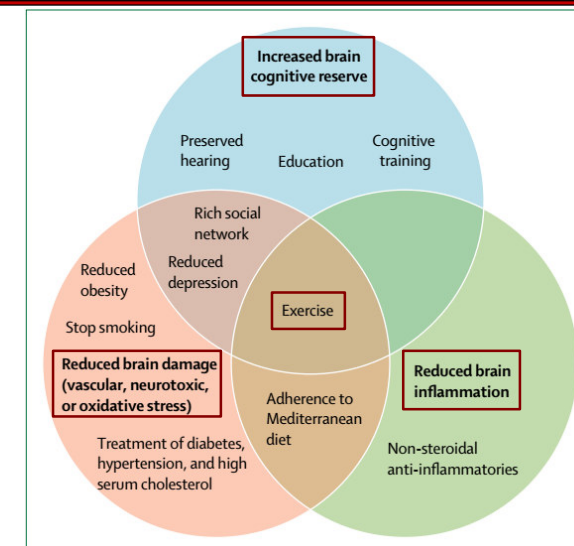 Increased brain
cognitive reserve
Preserved
hearing
Education
Cognitive
training
Rich social
network
Reduced
depression
Reduced
obesity
Stop smoking
Exercise
Reduced brain damage
(vascular, neurotoxic,
or oxidative stress)
Reduced brain
inflammation
Adherence to
Mediterranean
diet
Treatment of diabetes,
hypertension, and high
serum cholesterol
Non-steroidal
anti-inflammatories